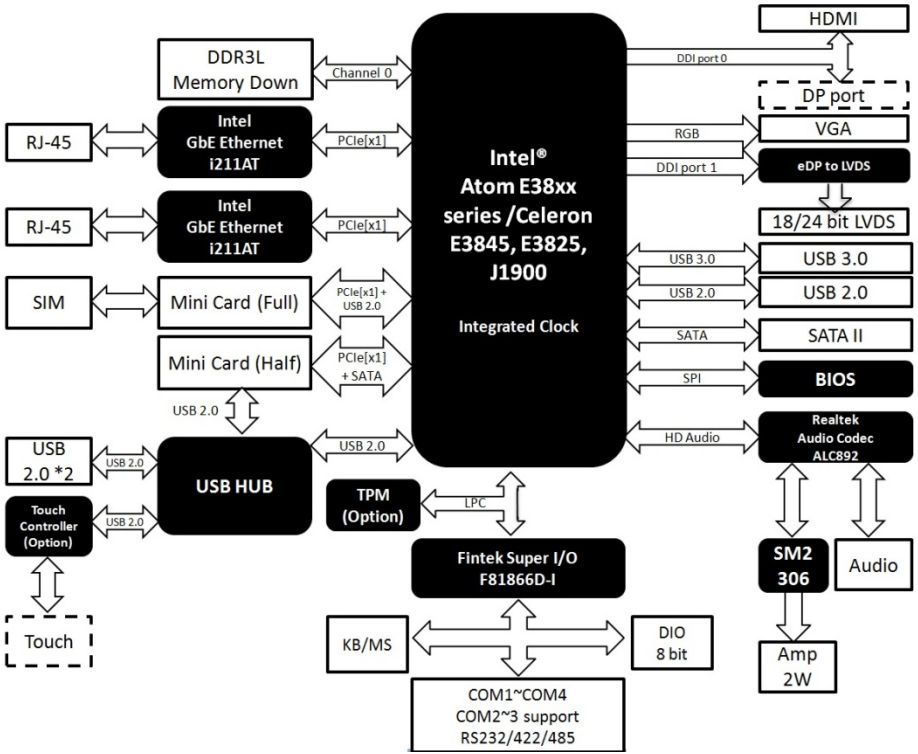 HDMI
DDI port 0
DP port
DDR3L
Memory Down
Channel 0
RJ-45
Intel
GbE Ethernet
i211AT
PCIe[x1]
RJ-45
Intel
GbE Ethernet
i211AT
PCIe[x1]
SIM
Mini Card (Full)
PCIe[x1] +
USB 2.0
Mini Card (Half)
PCIe[x1]
+ SATA
USB 2.0
USB
2.0 *2
USB 2.0
USB HUB
USB 2.0
Touch
Controller
(Option)
USB 2.0
Touch
Intel®
Atom E38xx
series /Celeron
E3845, E3825,
J1900
Integrated Clock
RGB
VGA
DDI port 1
eDP to LVDS
18/24 bit LVDS
USB 3.0
USB 3.0
USB 2.0
USB 2.0
SATA
SATA II
SPI
BIOS
HD Audio
Realtek
Audio Codec
ALC892
SM2
306
Audio
Amp
2W
TPM
(Option)
LPC
Fintek Super I/O
F81866D-I
KB/MS
DIO
8 bit
COM1~COM4
COM2~3 support
RS232/422/485